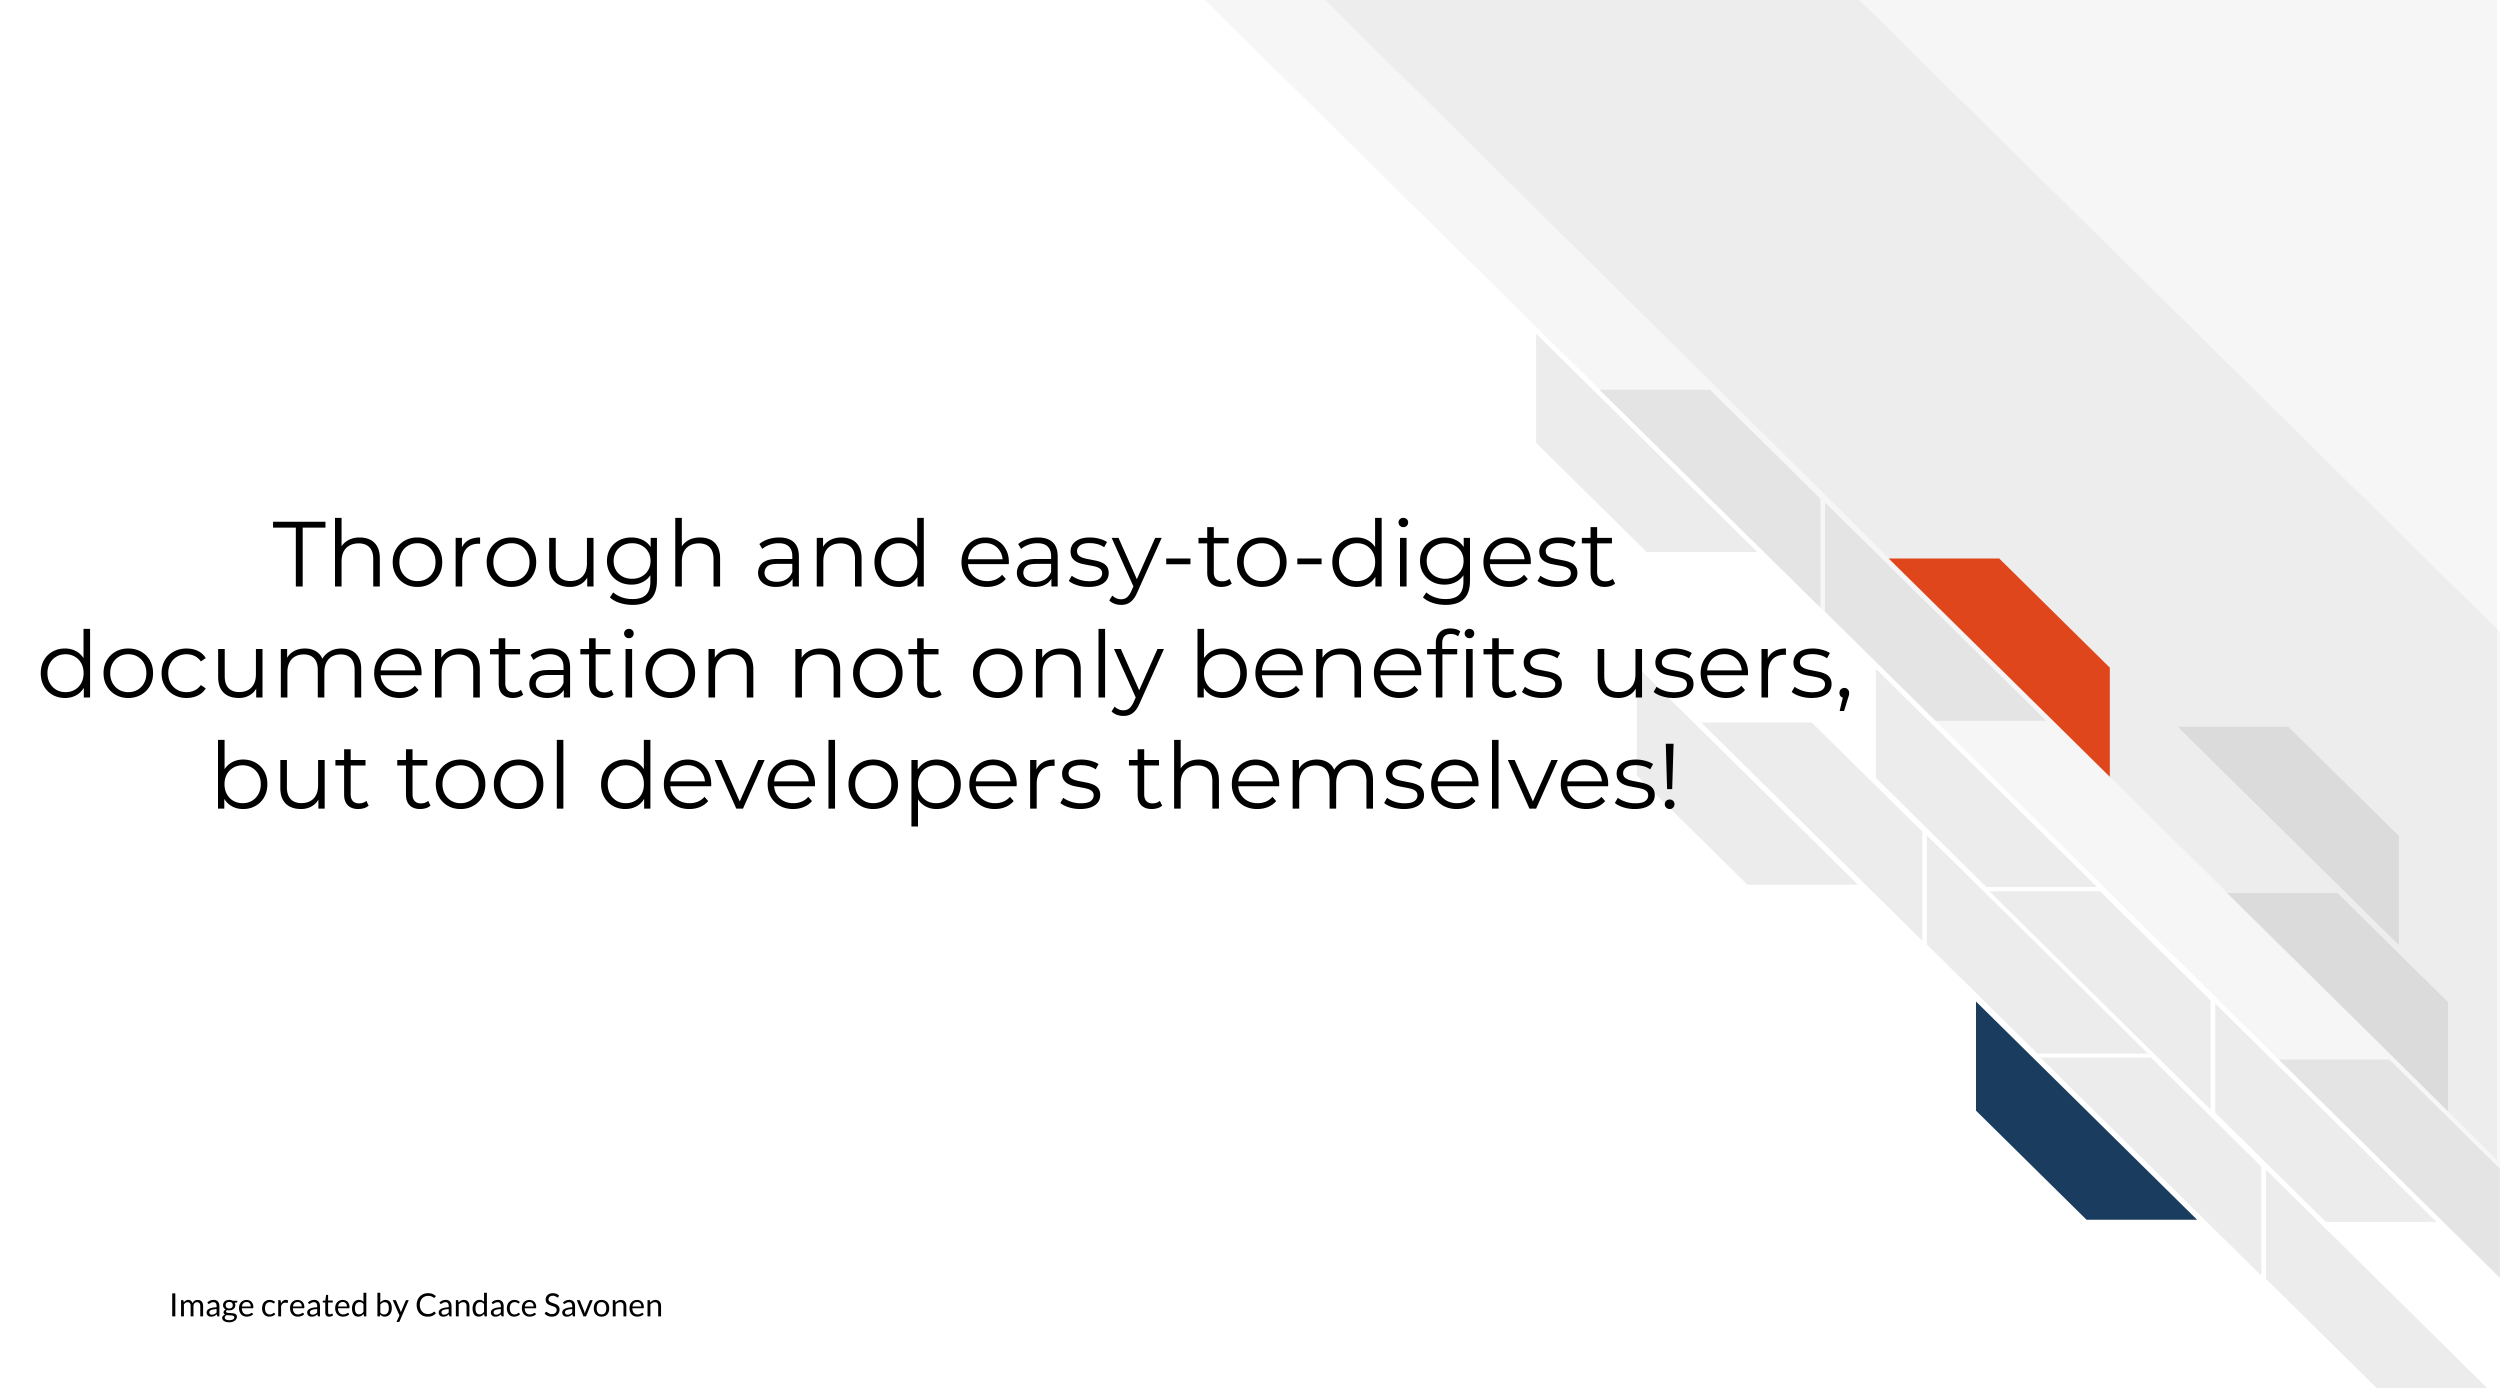 Thorough and easy-to-digest
documentation not only benefits users,
but tool developers themselves!
Image created by Candace Savonen